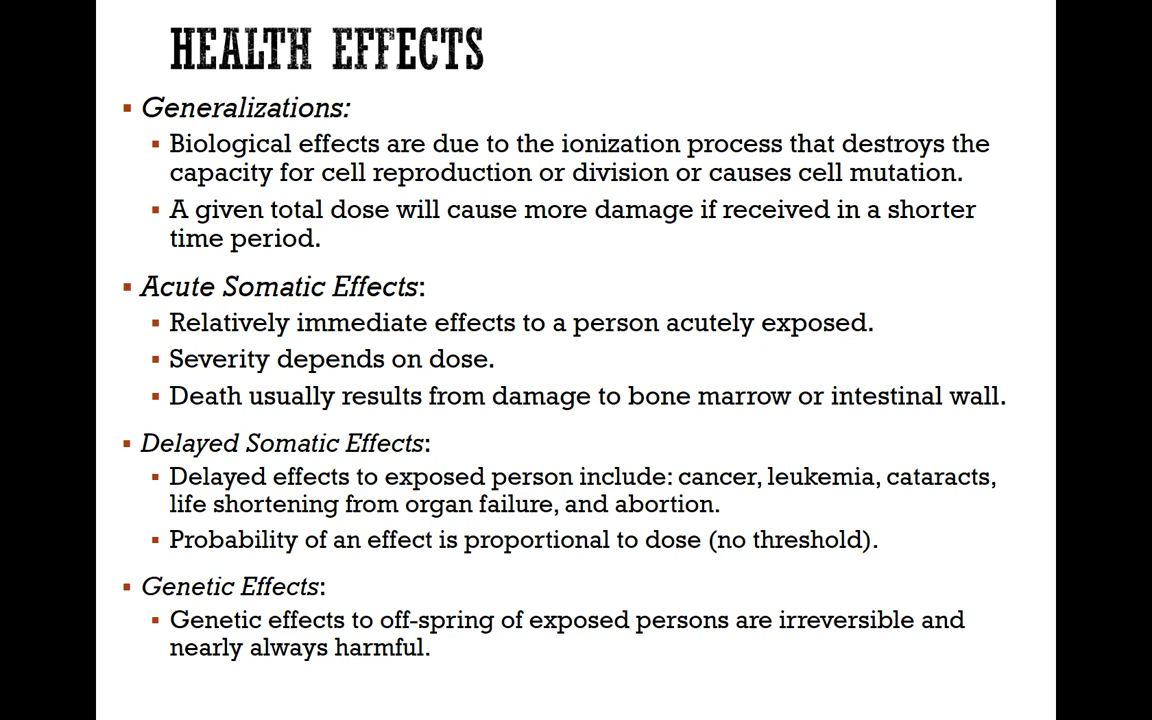 HEALTH EFFECTS
▪ Generalizations:
▪ Biological effects are due to the ionization process that destroys the
capacity for cell reproduction or division or causes cell mutation.
▪ A given total dose will cause more damage if received in a shorter
time period.
▪ Acute Somatic Effects:
▪ Relatively immediate effects to a person acutely exposed.
▪ Severity depends on dose.
▪ Death usually results from damage to bone marrow or intestinal wall.
▪ Delayed Somatic Effects:
▪ Delayed effects to exposed person include: cancer, leukemia, cataracts,
life shortening from organ failure, and abortion.
▪ Probability of an effect is proportional to dose (no threshold).
▪ Genetic Effects:
▪ Genetic effects to off-spring of exposed persons are irreversible and
nearly always harmful.